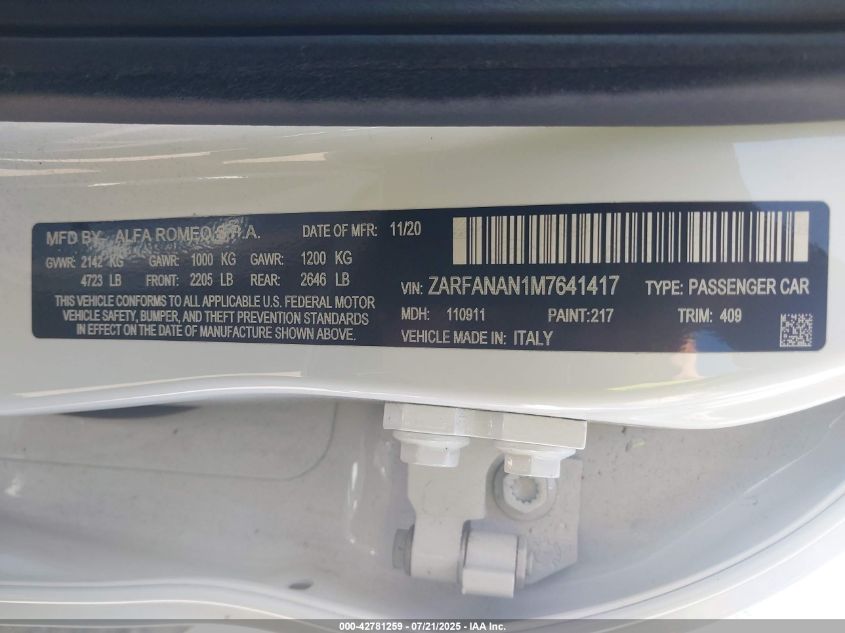 MFD BY: ALFA ROMEO S.P.A. DATE OF MFR: 11/20
GVWR: 2142 KG GAWR: 1000 KG GAWR: 1200 KG
4723 LB FRONT: 2205 LB REAR: 2646 LB
THIS VEHICLE CONFORMS TO ALL APPLICABLE U.S. FEDERAL MOTOR
VEHICLE SAFETY, BUMPER, AND THEFT PREVENTION STANDARDS
IN EFFECT ON THE DATE OF MANUFACTURE SHOWN ABOVE.
VIN: ZARFANAN1M7641417 TYPE: PASSENGER CAR
MDH: 110911 PAINT:217 TRIM: 409
VEHICLE MADE IN: ITALY
000-42781259 07/21/2025 - IAA Inc.